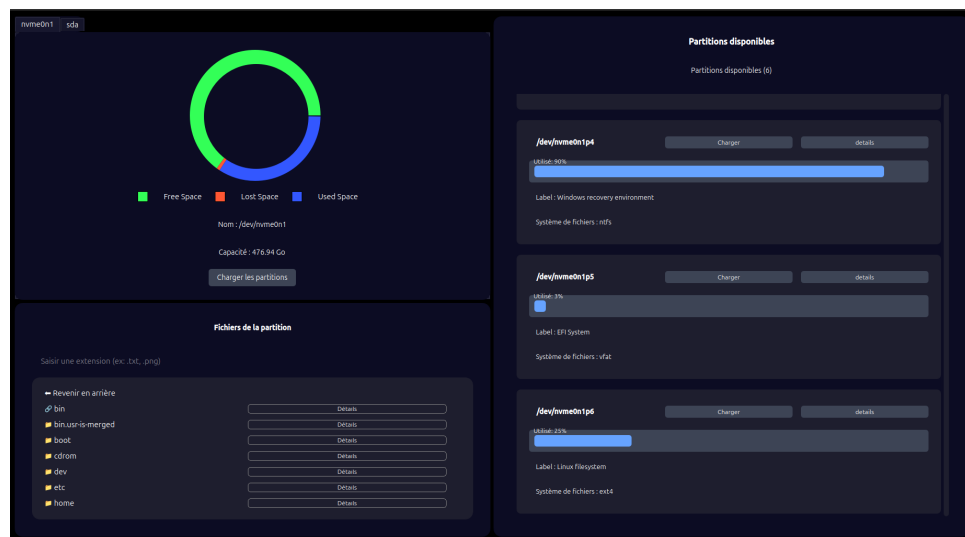 nvme0n1 sda
Free Space Lost Space Used Space
Nom : /dev/nvme0n1
Capacité : 476.94 Go
Charger les partitions
Fichiers de la partition
Saisir une extension (ex: .txt, .png)
Revenir en arrière
bin Détails
bin.usr-is-merged Détails
boot Détails
cdrom Détails
dev Détails
etc Détails
home Détails
Partitions disponibles
Partitions disponibles (6)
/dev/nvme0n1p4 Charger details
Utilisé: 90%
Label : Windows recovery environment
Système de fichiers : ntfs
/dev/nvme0n1p5 Charger details
Utilisé: 3%
Label : EFI System
Système de fichiers : vfat
/dev/nvme0n1p6 Charger details
Utilisé: 25%
Label : Linux filesystem
Système de fichiers : ext4